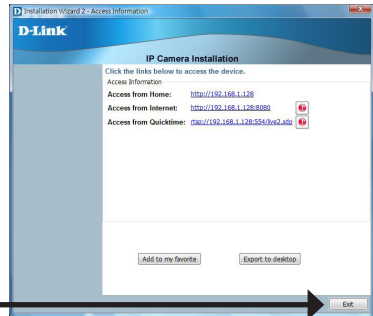 Installation Wizard 2 - Access Information
D-Link
IP Camera Installation
Click the links below to access the device.
Access Information
Access from Home: http://192.168.1.128
Access from Internet: http://192.168.1.128:8080
Access from Quicktime: rtsp://192.168.1.128:554/live2.sdp
Add to my favorite Export to desktop
Exit